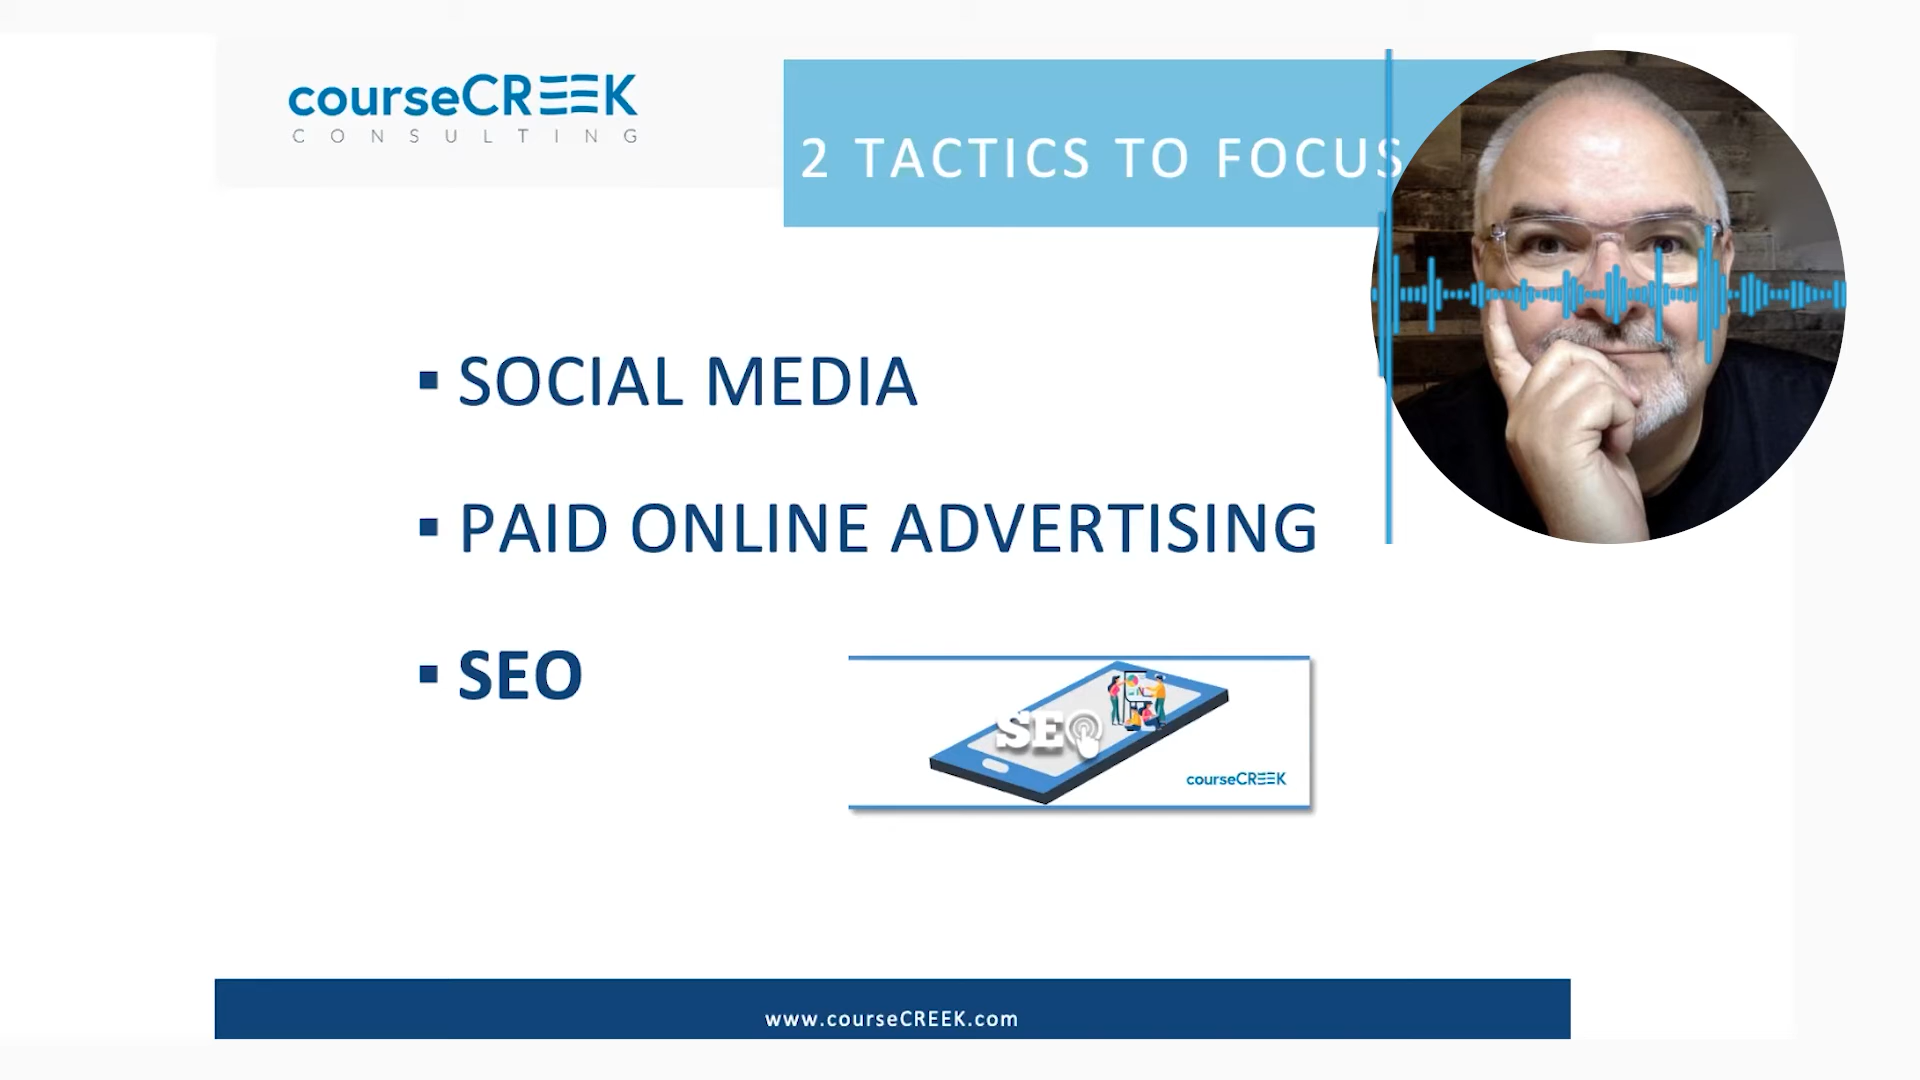 courseCREEK
CONSULTING
2 TACTICS TO FOCUS
▪ SOCIAL MEDIA
▪ PAID ONLINE ADVERTISING
▪ SEO
SEO
courseCREEK
www.courseCREEK.com